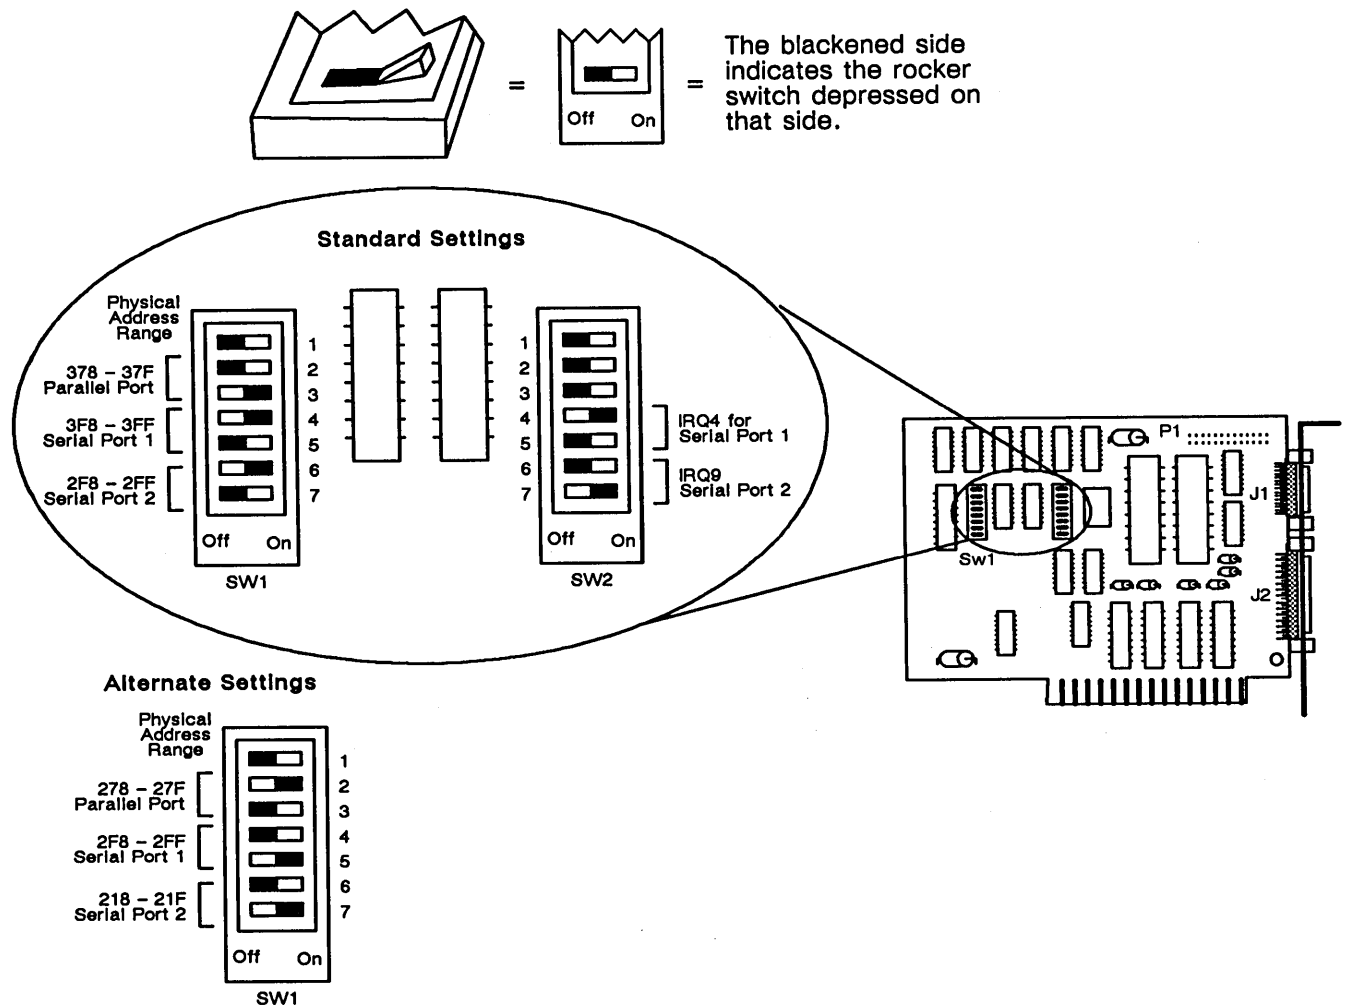 The blackened side
indicates the rocker
switch depressed on
that side.
=
=
Off On
Standard Settings
Physical
Address
Range
378 – 37F
Parallel Port
3F8 – 3FF
Serial Port 1
2F8 – 2FF
Serial Port 2
1
2
3
4
5
6
7
Off On
SW1
1
2
3
4
5
6
7
IRQ4 for
Serial Port 1
IRQ9
Serial Port 2
Off On
SW2
P1
J1
Sw1
J2
Alternate Settings
Physical
Address
Range
278 – 27F
Parallel Port
2F8 – 2FF
Serial Port 1
218 – 21F
Serial Port 2
1
2
3
4
5
6
7
Off On
SW1